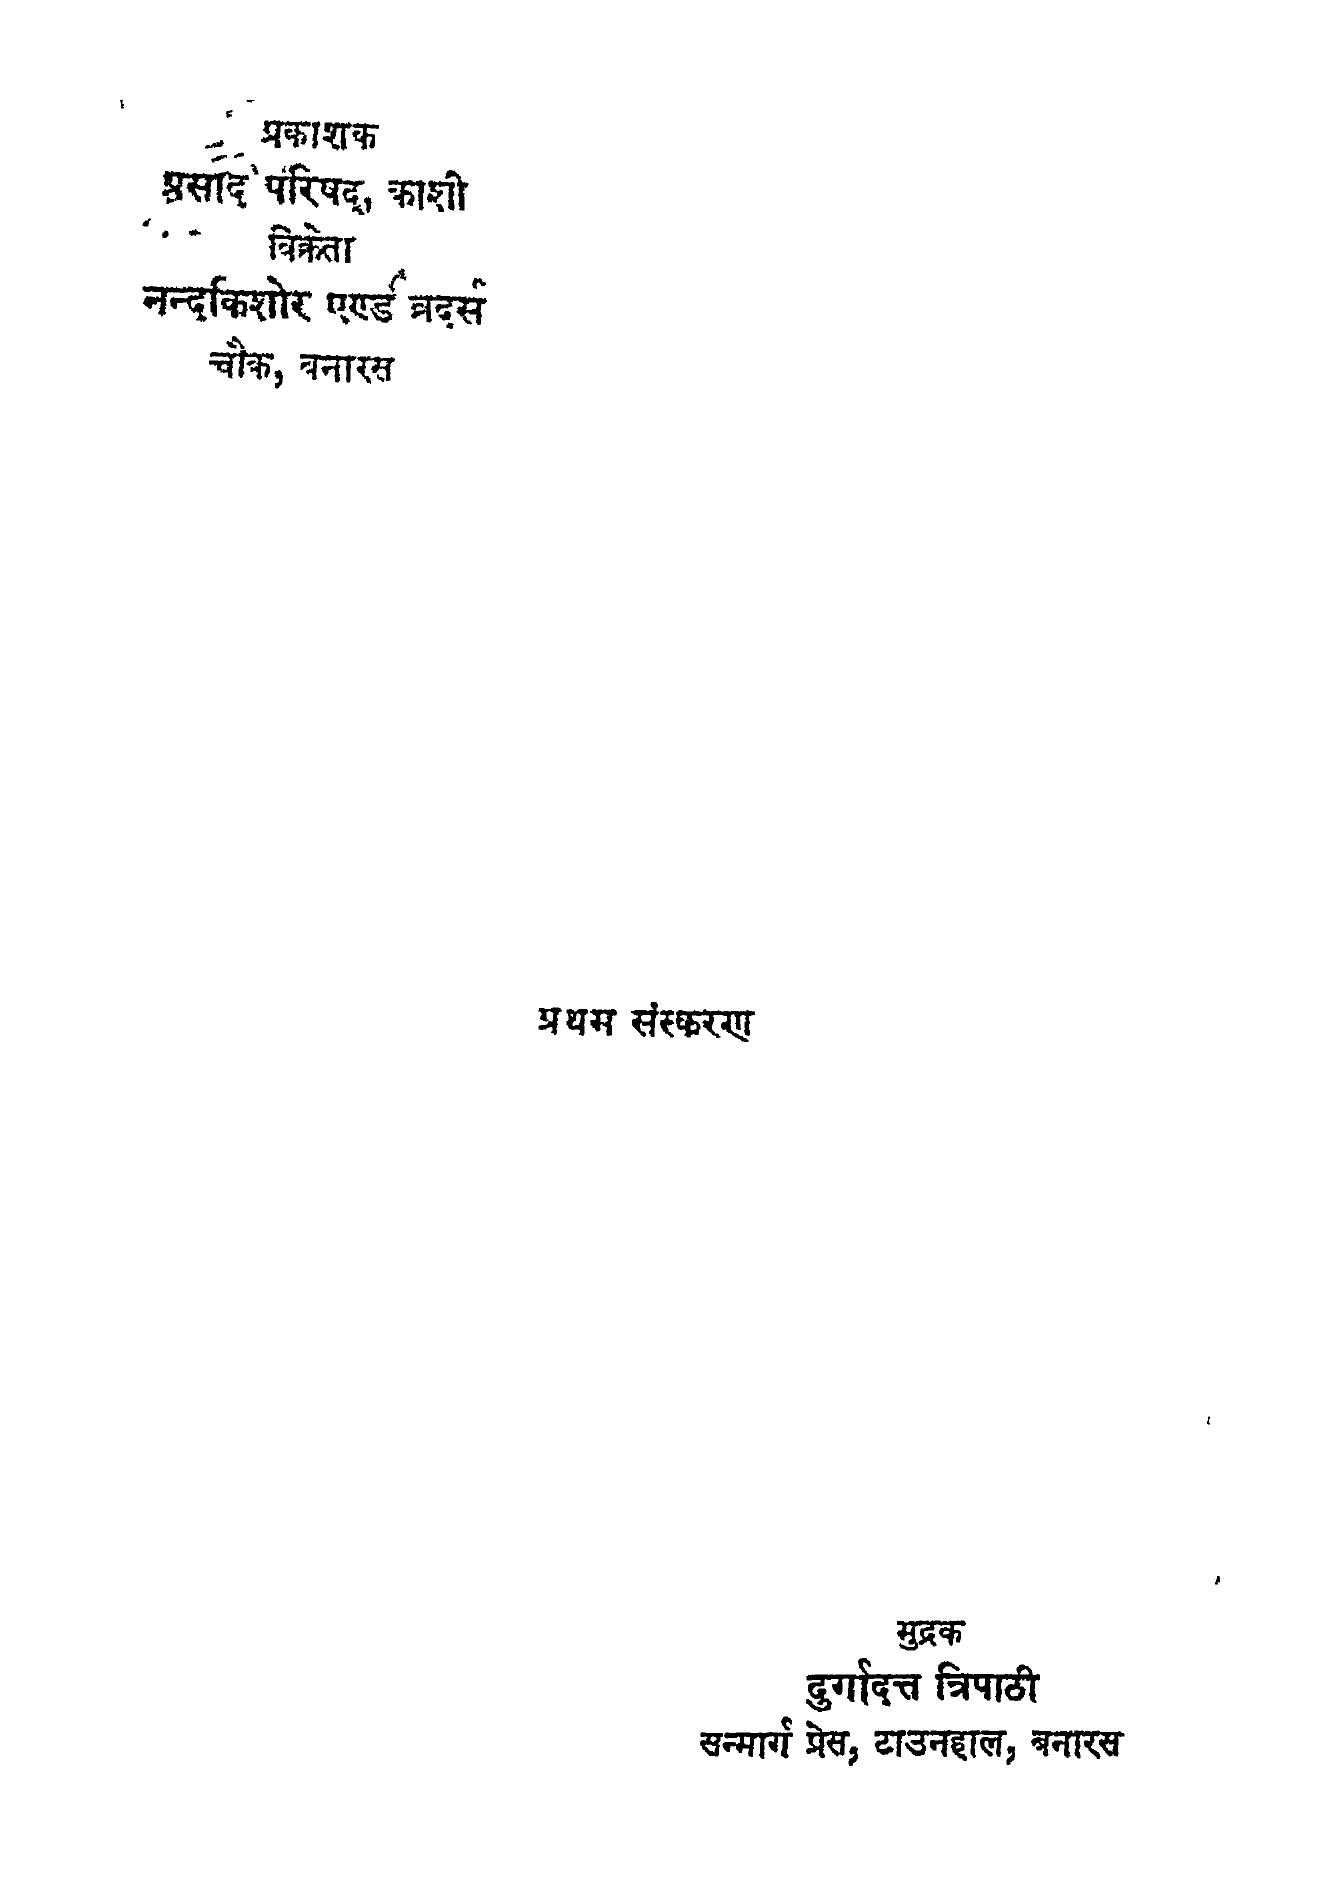 प्रकाशक
प्रसाद परिषद्, काशी
विक्रेता
नन्दकिशोर एण्ड ब्रदर्स
चौक, बनारस
प्रथम संस्करण
मुद्रक
दुर्गादत्त त्रिपाठी
सन्मार्ग प्रेस, टाउनहाल, बनारस